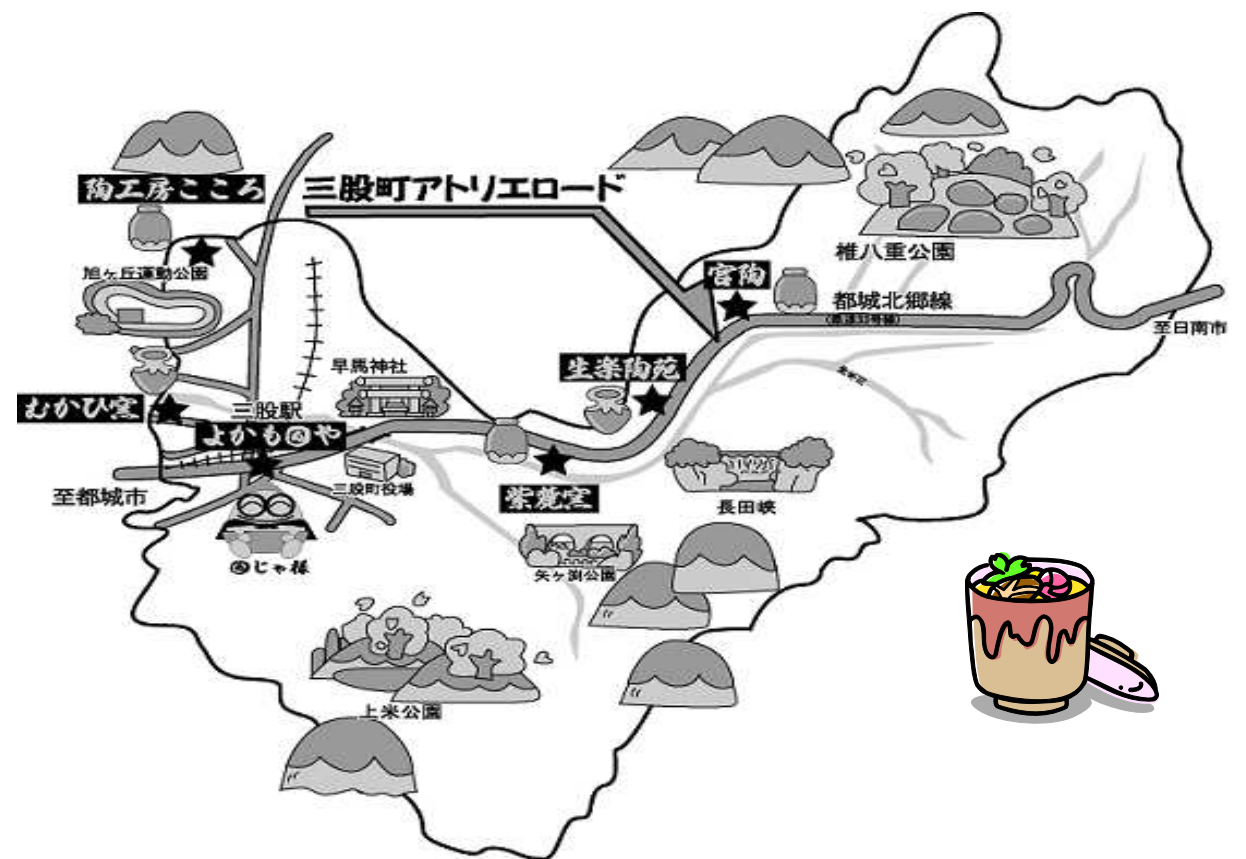 陶工房こころ
三股町アトリエロード
旭ヶ丘運動公園
椎八重公園
宮陶
都城北郷線
至日南市
早馬神社
生楽陶苑
むかひ窯
三股駅
よかもんや
至都城市
三股町役場
紫麓窯
長田峡
矢ヶ渕公園
んじゃ様
上米公園